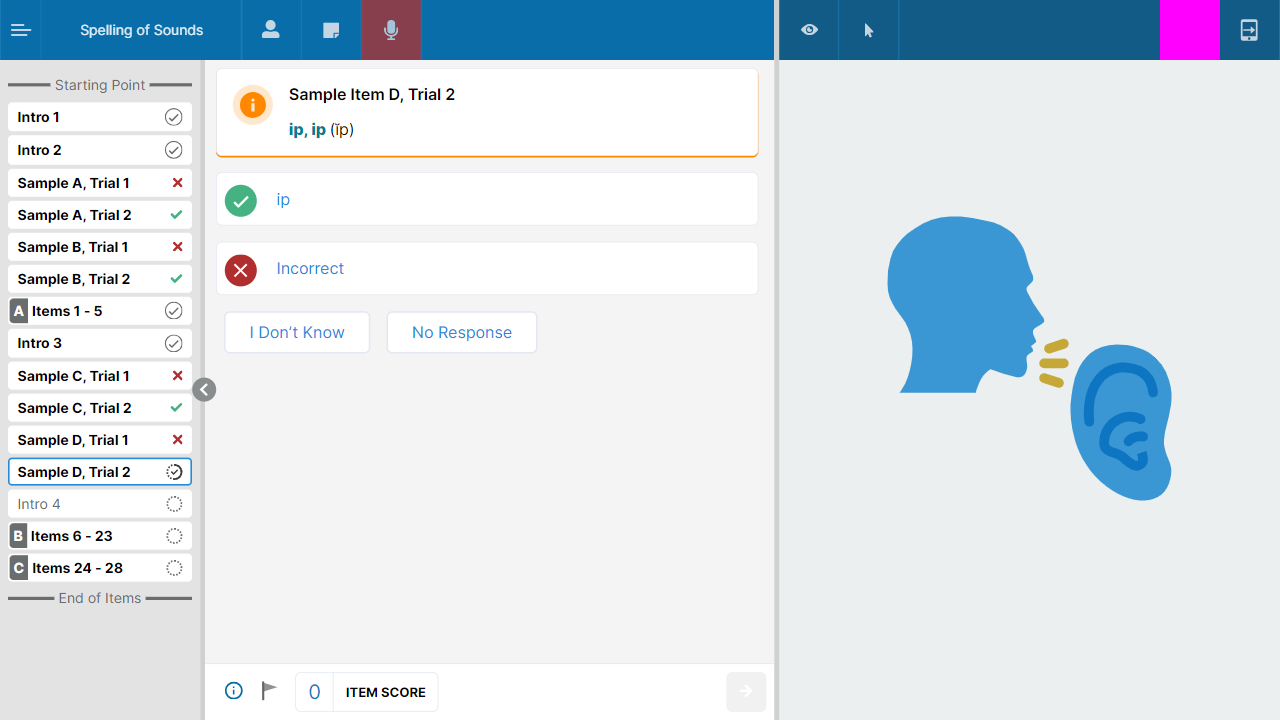 Spelling of Sounds
Starting Point
Intro 1
Intro 2
Sample A, Trial 1
Sample A, Trial 2
Sample B, Trial 1
Sample B, Trial 2
A Items 1 - 5
Intro 3
Sample C, Trial 1
Sample C, Trial 2
Sample D, Trial 1
Sample D, Trial 2
Intro 4
B Items 6 - 23
C Items 24 - 28
End of Items
Sample Item D, Trial 2
ip, ip (ĭp)
ip
Incorrect
I Don’t Know No Response
0 ITEM SCORE